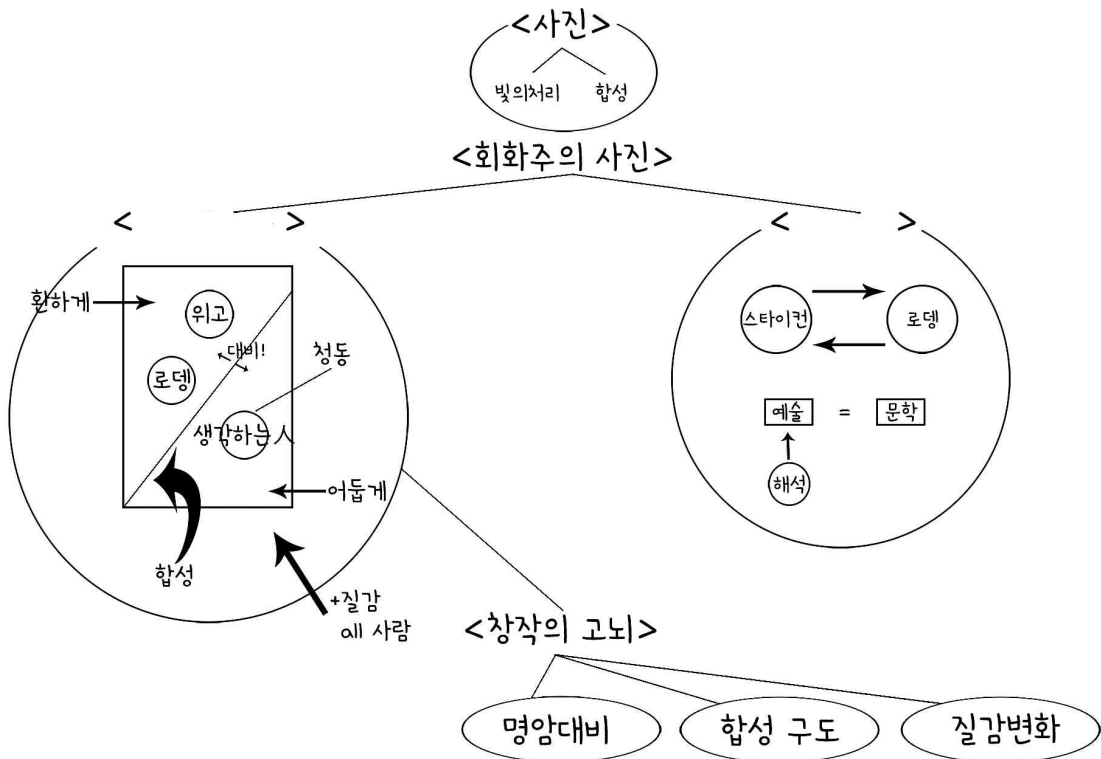 <사진>
빛의처리 합성
<회화주의 사진>
< >
< >
환하게
위고
대비!
로뎅
청동
생각하는人
어둡게
합성
+질감
all 사람
스타이컨
로뎅
예술 = 문학
해석
<창작의 고뇌>
명암대비
합성 구도
질감변화